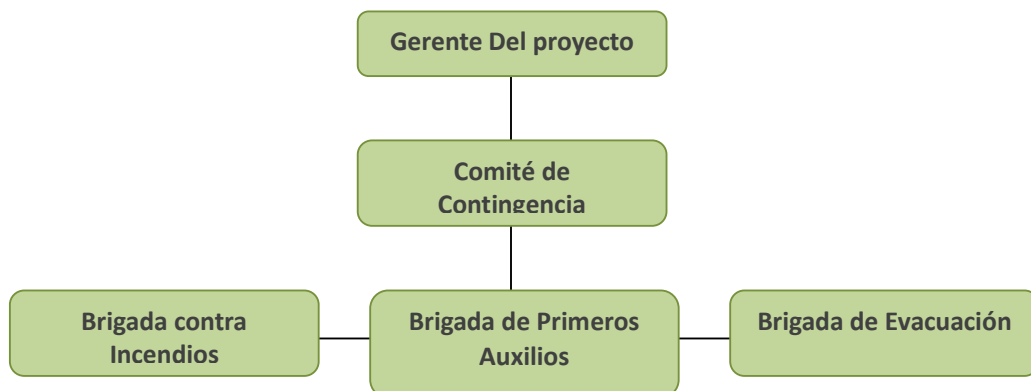 Gerente Del proyecto
Comité de
Contingencia
Brigada contra
Incendios
Brigada de Primeros
Auxilios
Brigada de Evacuación